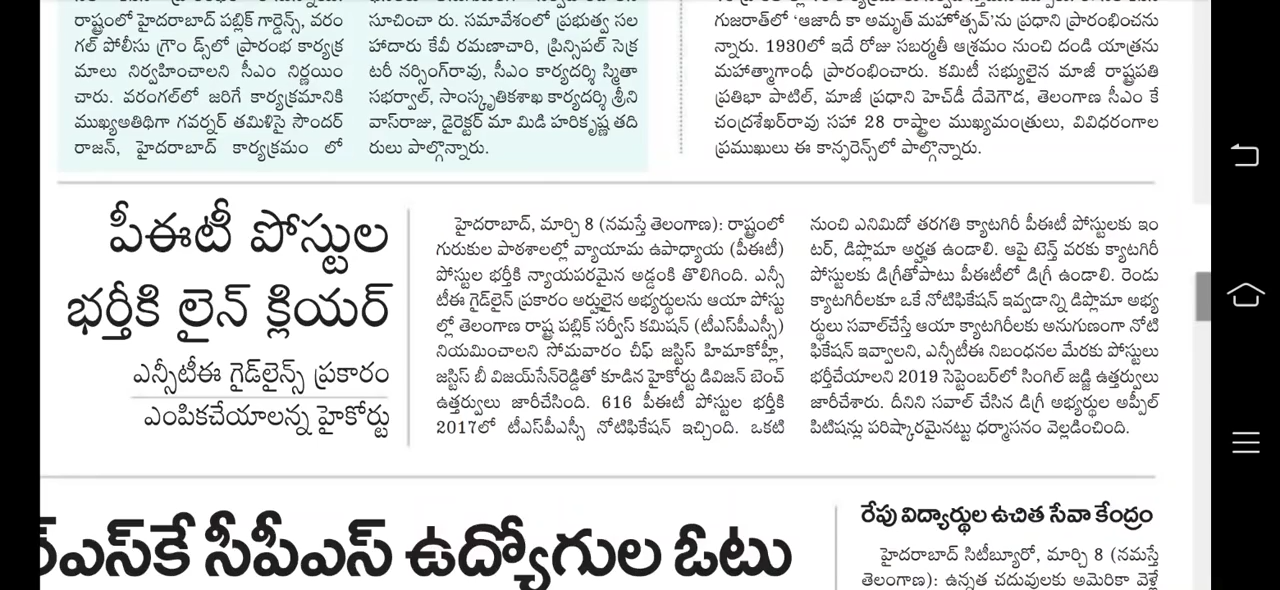 రాష్ట్రంలో హైదరాబాద్ పబ్లిక్ గార్డెన్స్, వరం
గల్ పోలీసు గ్రౌం డ్స్‌లో ప్రారంభ కార్యక్ర
మాలు నిర్వహించాలని సీఎం నిర్ణయిం
చారు. వరంగల్‌లో జరిగే కార్యక్రమానికి
ముఖ్యఅతిథిగా గవర్నర్ తమిళిసై సౌందర్
రాజన్, హైదరాబాద్ కార్యక్రమం లో
సూచించా రు. సమావేశంలో ప్రభుత్వ సల
హాదారు కేవీ రమణాచారి, ప్రిన్సిపల్ సెక్ర
టరీ నర్సింగ్‌రావు, సీఎం కార్యదర్శి స్మితా
సభర్వాల్, సాంస్కృతికశాఖ కార్యదర్శి శ్రీని
వాస్‌రాజు, డైరెక్టర్ మా మిడి హరికృష్ణ తది
రులు పాల్గొన్నారు.
గుజరాత్‌లో ‘ఆజాదీ కా అమృత్ మహోత్సవ్’ను ప్రధాని ప్రారంభించను
న్నారు. 1930లో ఇదే రోజు సబర్మతీ ఆశ్రమం నుంచి దండి యాత్రను
మహాత్మాగాంధీ ప్రారంభించారు. కమిటీ సభ్యులైన మాజీ రాష్ట్రపతి
ప్రతిభా పాటిల్, మాజీ ప్రధాని హెచ్‌డీ దేవెగౌడ, తెలంగాణ సీఎం కే
చంద్రశేఖర్‌రావు సహా 28 రాష్ట్రాల ముఖ్యమంత్రులు, వివిధరంగాల
ప్రముఖులు ఈ కాన్ఫరెన్స్‌లో పాల్గొన్నారు.
పీఈటీ పోస్టుల
భర్తీకి లైన్ క్లియర్
ఎన్సీటీఈ గైడ్‌లైన్స్ ప్రకారం
ఎంపికచేయాలన్న హైకోర్టు
హైదరాబాద్, మార్చి 8 (నమస్తే తెలంగాణ): రాష్ట్రంలో
గురుకుల పాఠశాలల్లో వ్యాయామ ఉపాధ్యాయ (పీఈటీ)
పోస్టుల భర్తీకి న్యాయపరమైన అడ్డంకి తొలిగింది. ఎన్సీ
టీఈ గైడ్‌లైన్ ప్రకారం అర్హులైన అభ్యర్థులను ఆయా పోస్టు
ల్లో తెలంగాణ రాష్ట్ర పబ్లిక్ సర్వీస్ కమిషన్ (టీఎస్‌పీఎస్సీ)
నియమించాలని సోమవారం చీఫ్ జస్టిస్ హిమాకోహ్లీ,
జస్టిస్ బీ విజయ్‌సేన్‌రెడ్డితో కూడిన హైకోర్టు డివిజన్ బెంచ్
ఉత్తర్వులు జారీచేసింది. 616 పీఈటీ పోస్టుల భర్తీకి
2017లో టీఎస్‌పీఎస్సీ నోటిఫికేషన్ ఇచ్చింది. ఒకటి
నుంచి ఎనిమిదో తరగతి క్యాటగిరీ పీఈటీ పోస్టులకు ఇం
టర్, డిప్లొమా అర్హత ఉండాలి. ఆపై టెన్త్ వరకు క్యాటగిరీ
పోస్టులకు డిగ్రీతోపాటు పీఈటీలో డిగ్రీ ఉండాలి. రెండు
క్యాటగిరీలకూ ఒకే నోటిఫికేషన్ ఇవ్వడాన్ని డిప్లొమా అభ్య
ర్థులు సవాల్‌చేస్తే ఆయా క్యాటగిరీలకు అనుగుణంగా నోటి
ఫికేషన్ ఇవ్వాలని, ఎన్సీటీఈ నిబంధనల మేరకు పోస్టులు
భర్తీచేయాలని 2019 సెప్టెంబర్‌లో సింగిల్ జడ్జి ఉత్తర్వులు
జారీచేశారు. దీనిని సవాల్ చేసిన డిగ్రీ అభ్యర్థుల అప్పీల్
పిటిషన్లు పరిష్కారమైనట్టు ధర్మాసనం వెల్లడించింది.
ఎస్‌కే సీపీఎస్ ఉద్యోగుల ఓటు
రేపు విద్యార్థుల ఉచిత సేవా కేంద్రం
హైదరాబాద్ సిటీబ్యూరో, మార్చి 8 (నమస్తే
తెలంగాణ): ఉన్నత చదువులకు అమెరికా వెళ్లే